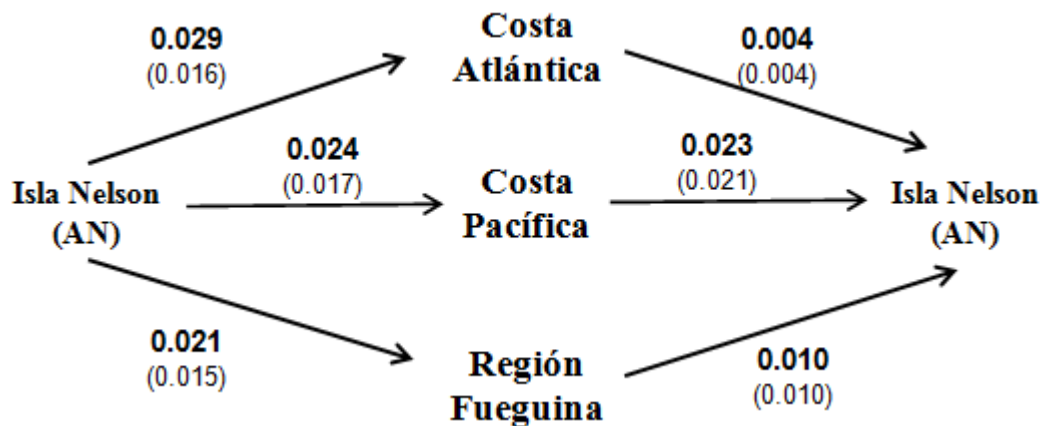 0.029
(0.016)
Costa
Atlántica
0.004
(0.004)
Isla Nelson
(AN)
0.024
(0.017)
Costa
Pacífica
0.023
(0.021)
Isla Nelson
(AN)
0.021
(0.015)
Región
Fueguina
0.010
(0.010)